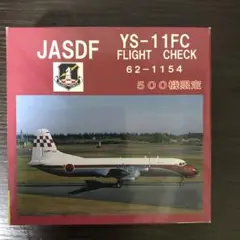 JASDF
YS-11FC
FLIGHT CHECK
62-1154
500機限定